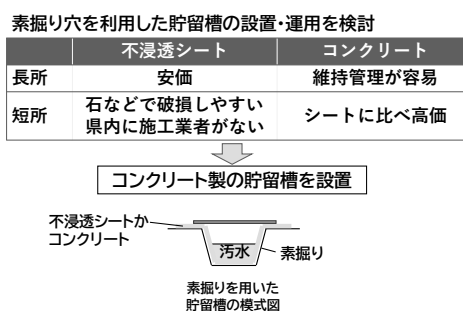 素掘り穴を利用した貯留槽の設置・運用を検討
不浸透シート コンクリート
長所 安価 維持管理が容易
短所 石などで破損しやすい 県内に施工業者がない シートに比べ高価
コンクリート製の貯留槽を設置
不浸透シートか
コンクリート
汚水
素掘り
素掘りを用いた
貯留槽の模式図